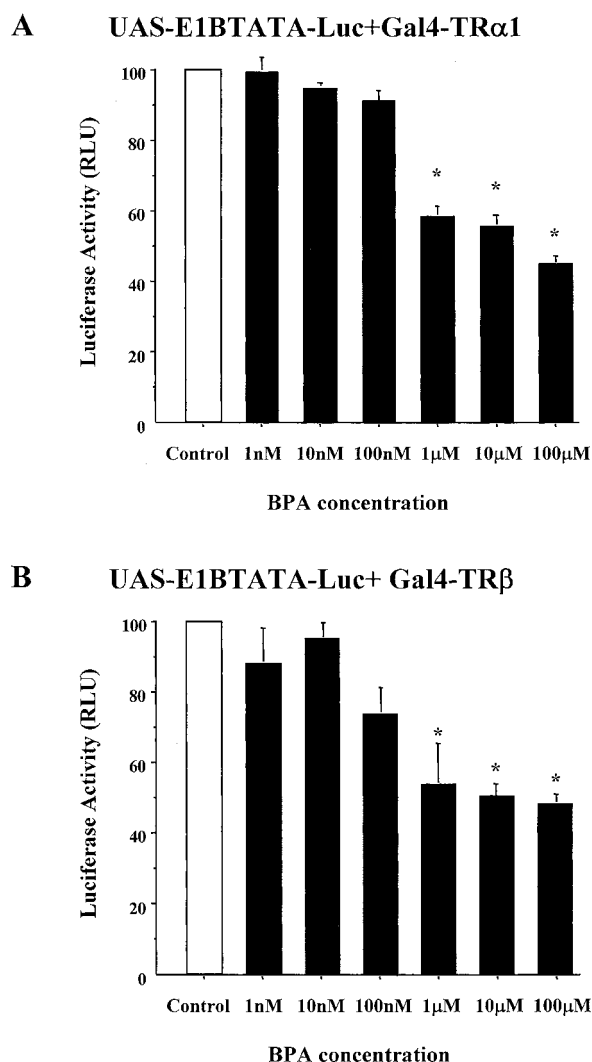 A
UAS-E1BTATA-Luc+Gal4-TRα1
Luciferase Activity (RLU)
100
80
60
40
20
0
* * *
Control 1nM 10nM 100nM 1μM 10μM 100μM
BPA concentration
B
UAS-E1BTATA-Luc+ Gal4-TRβ
Luciferase Activity (RLU)
100
80
60
40
20
0
* * *
Control 1nM 10nM 100nM 1μM 10μM 100μM
BPA concentration